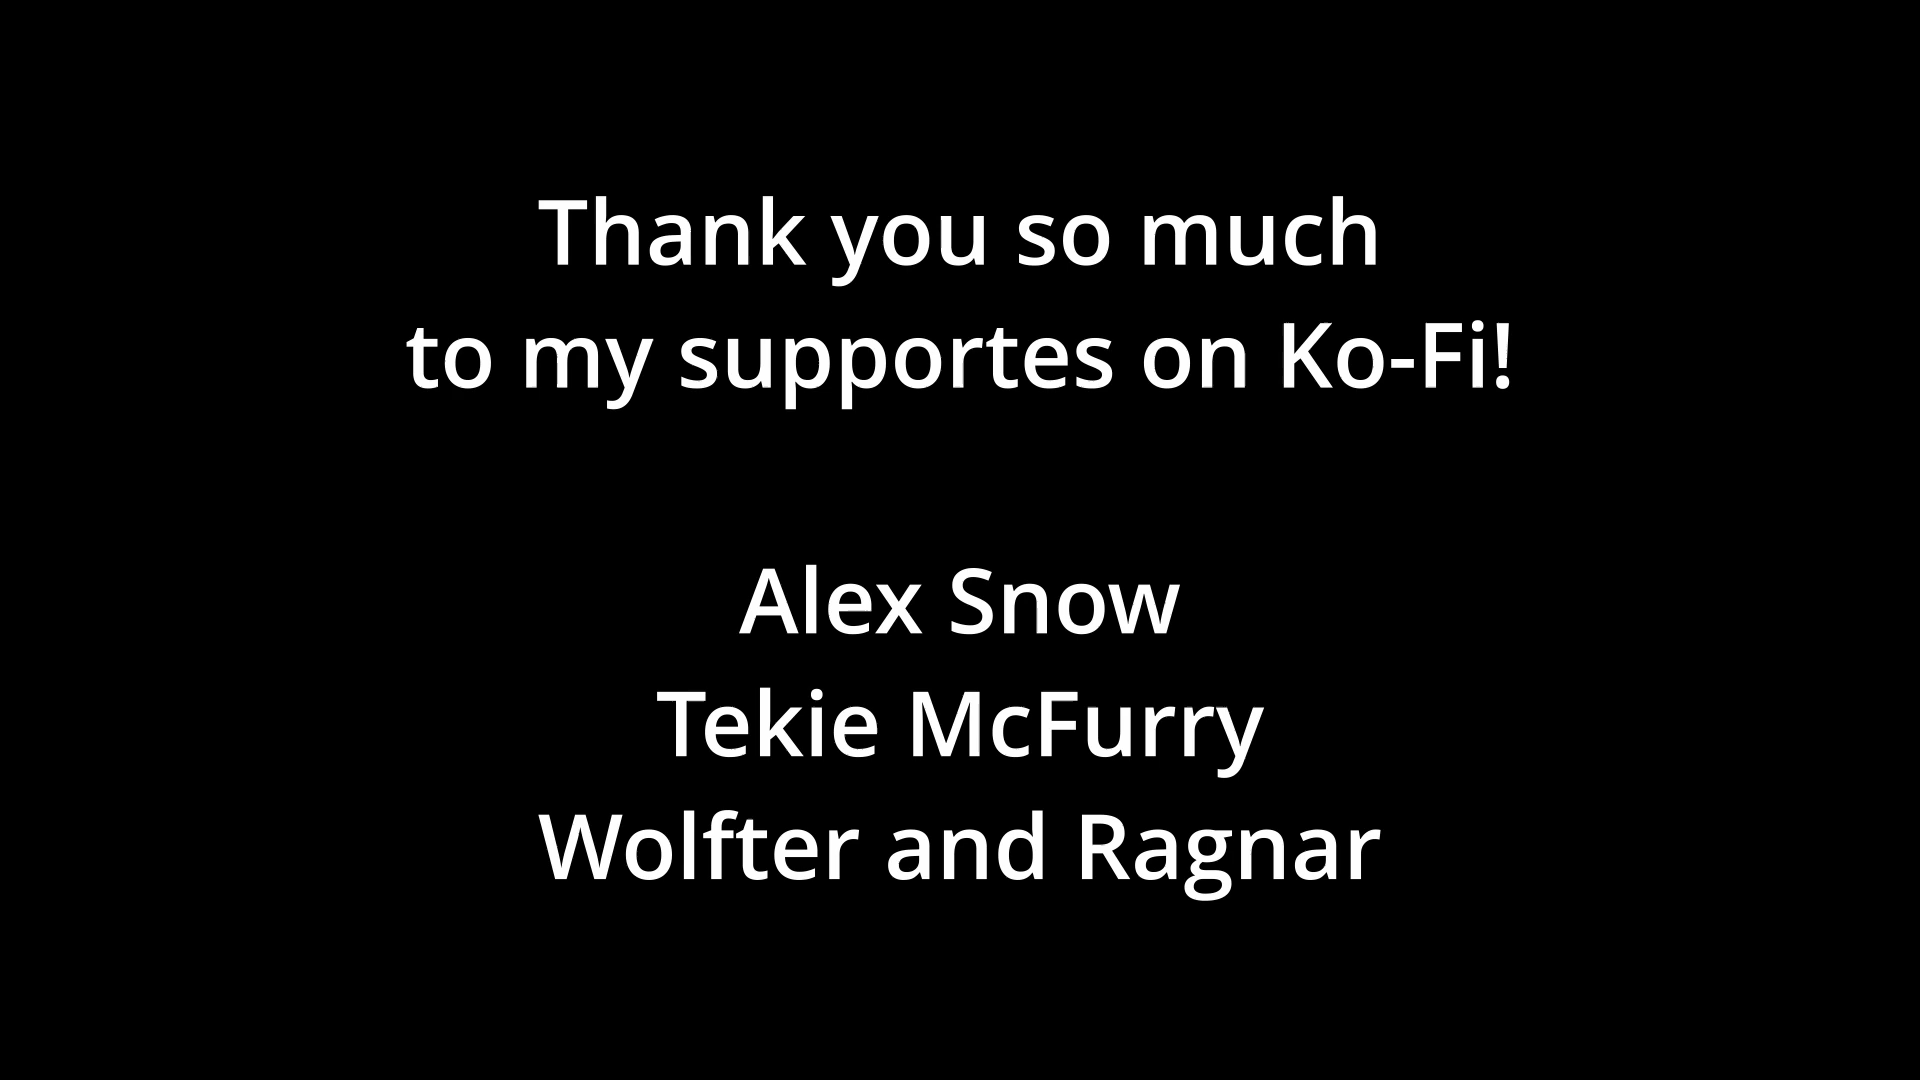 Thank you so much
to my supportes on Ko-Fi!
Alex Snow
Tekie McFurry
Wolfter and Ragnar